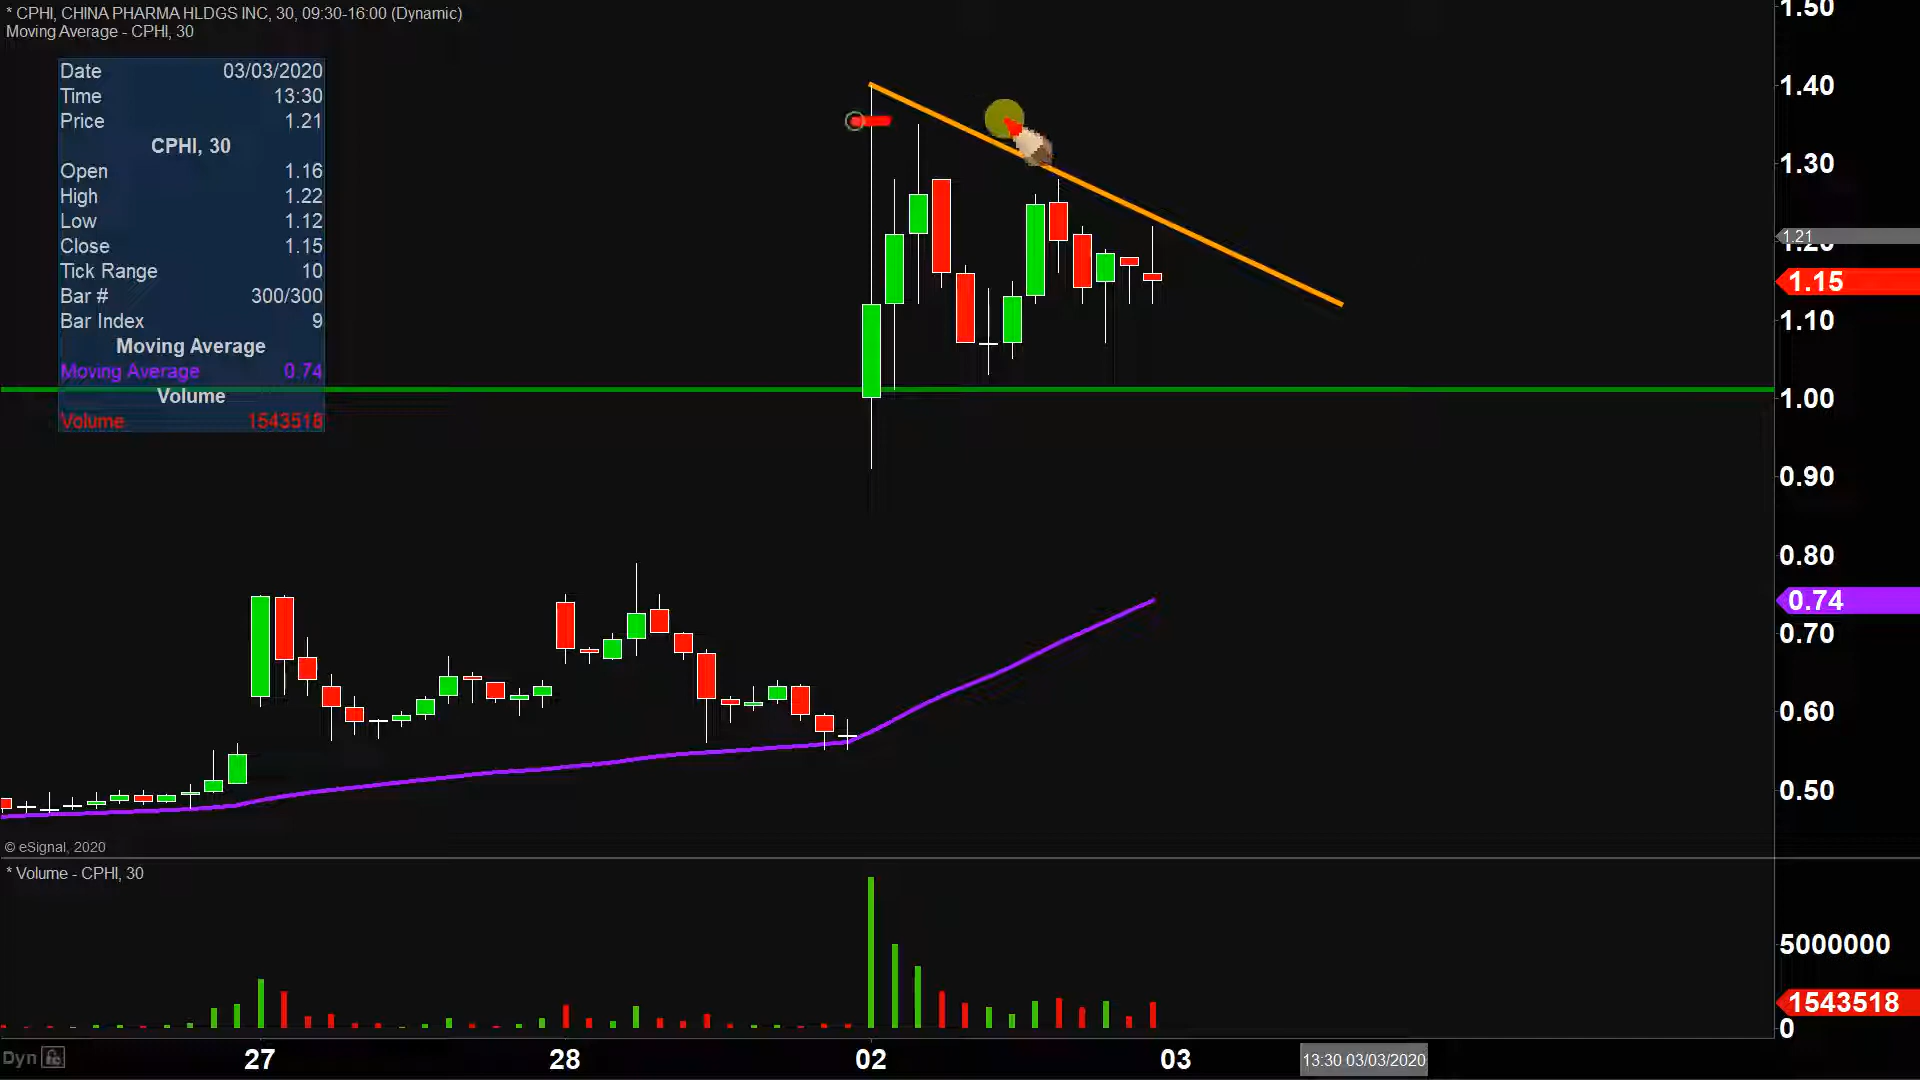 * CPHI, CHINA PHARMA HLDGS INC, 30, 09:30-16:00 (Dynamic)
Moving Average - CPHI, 30
Date 03/03/2020
Time 13:30
Price 1.21
CPHI, 30
Open 1.16
High 1.22
Low 1.12
Close 1.15
Tick Range 10
Bar # 300/300
Bar Index 9
Moving Average
Moving Average 0.74
Volume
Volume 1543518
1.50
1.40
1.30
1.21
1.20
1.15
1.10
1.00
0.90
0.80
0.74
0.70
0.60
0.50
© eSignal, 2020
* Volume - CPHI, 30
5000000
1543518
0
Dyn
27
28
02
03
13:30 03/03/2020